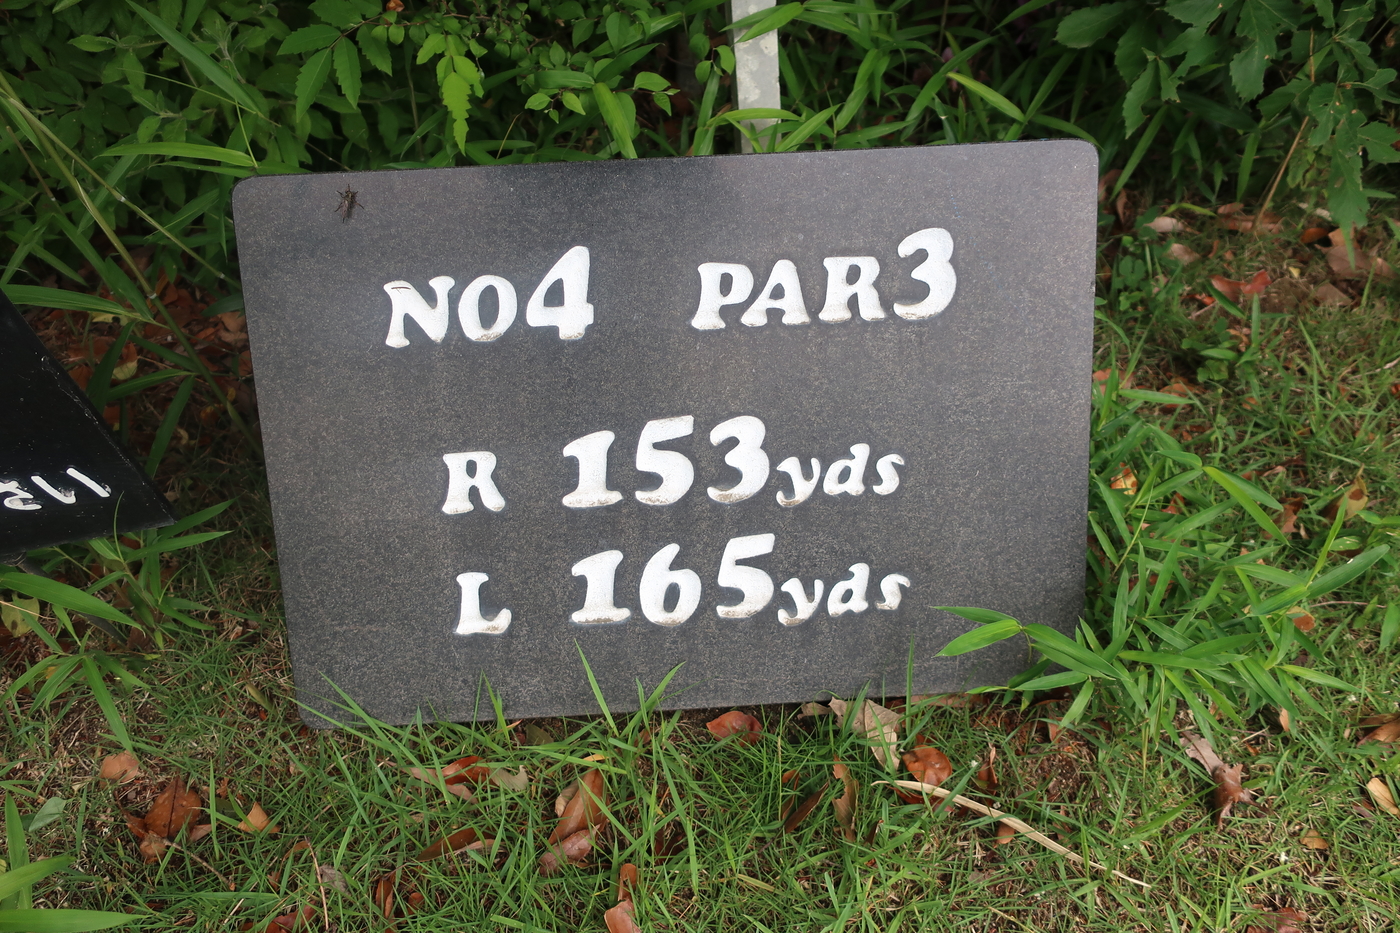 NO4 PAR3
R 153yds
L 165yds